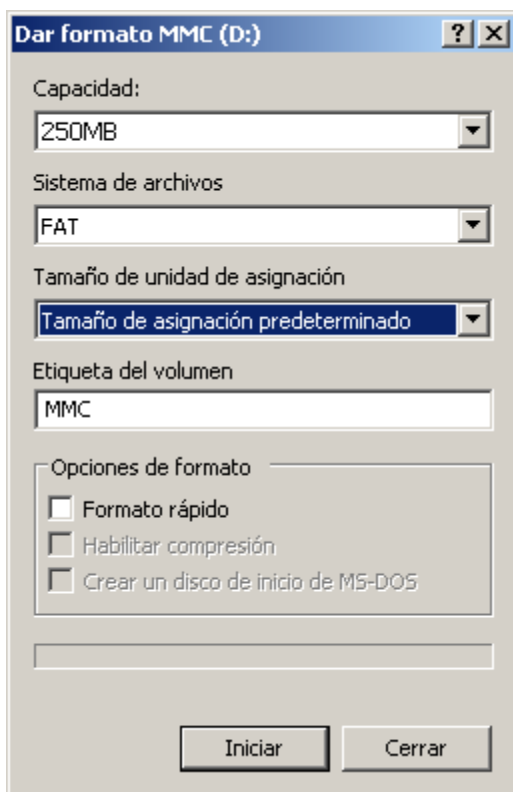 Dar formato MMC (D:)
Capacidad:
250MB
Sistema de archivos
FAT
Tamaño de unidad de asignación
Tamaño de asignación predeterminado
Etiqueta del volumen
MMC
Opciones de formato
Formato rápido
Habilitar compresión
Crear un disco de inicio de MS-DOS
Iniciar Cerrar